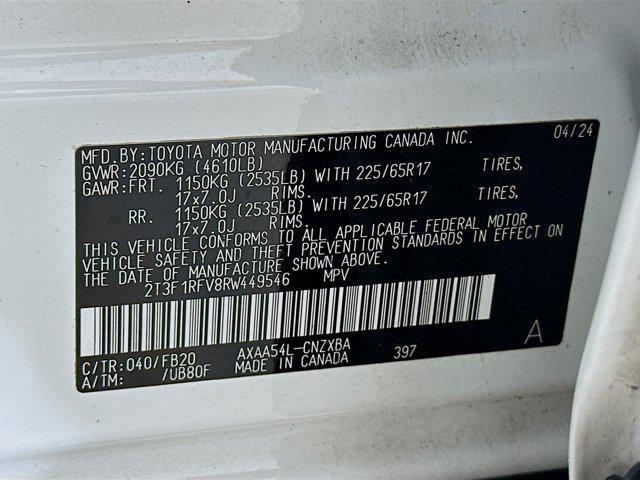 MFD.BY:TOYOTA MOTOR MANUFACTURING CANADA INC. 04/24
GVWR:2090KG (4610LB)
GAWR:FRT. 1150KG (2535LB) WITH 225/65R17 TIRES,
17x7.0J RIMS.
RR. 1150KG (2535LB) WITH 225/65R17 TIRES,
17x7.0J RIMS.
THIS VEHICLE CONFORMS TO ALL APPLICABLE FEDERAL MOTOR
VEHICLE SAFETY AND THEFT PREVENTION STANDARDS IN EFFECT ON
THE DATE OF MANUFACTURE SHOWN ABOVE.
2T3F1RFV8RW449546 MPV
C/TR:040/FB20 AXAA54L-CNZXBA 397 A
A/TM: /UB80F MADE IN CANADA